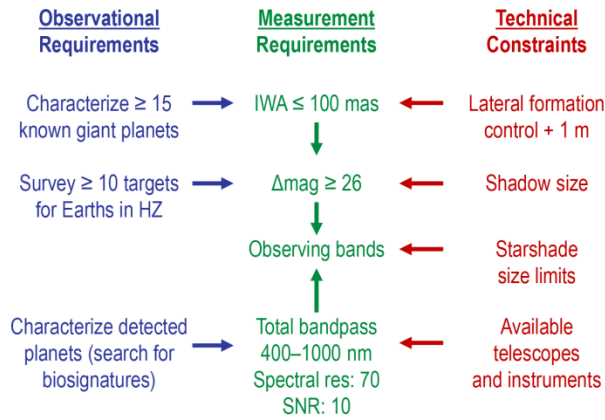 Observational
Requirements
Measurement
Requirements
Technical
Constraints
Characterize ≥ 15
known giant planets
IWA ≤ 100 mas
Lateral formation
control + 1 m
Survey ≥ 10 targets
for Earths in HZ
Δmag ≥ 26
Shadow size
Observing bands
Starshade
size limits
Characterize detected
planets (search for
biosignatures)
Total bandpass
400–1000 nm
Spectral res: 70
SNR: 10
Available
telescopes
and instruments